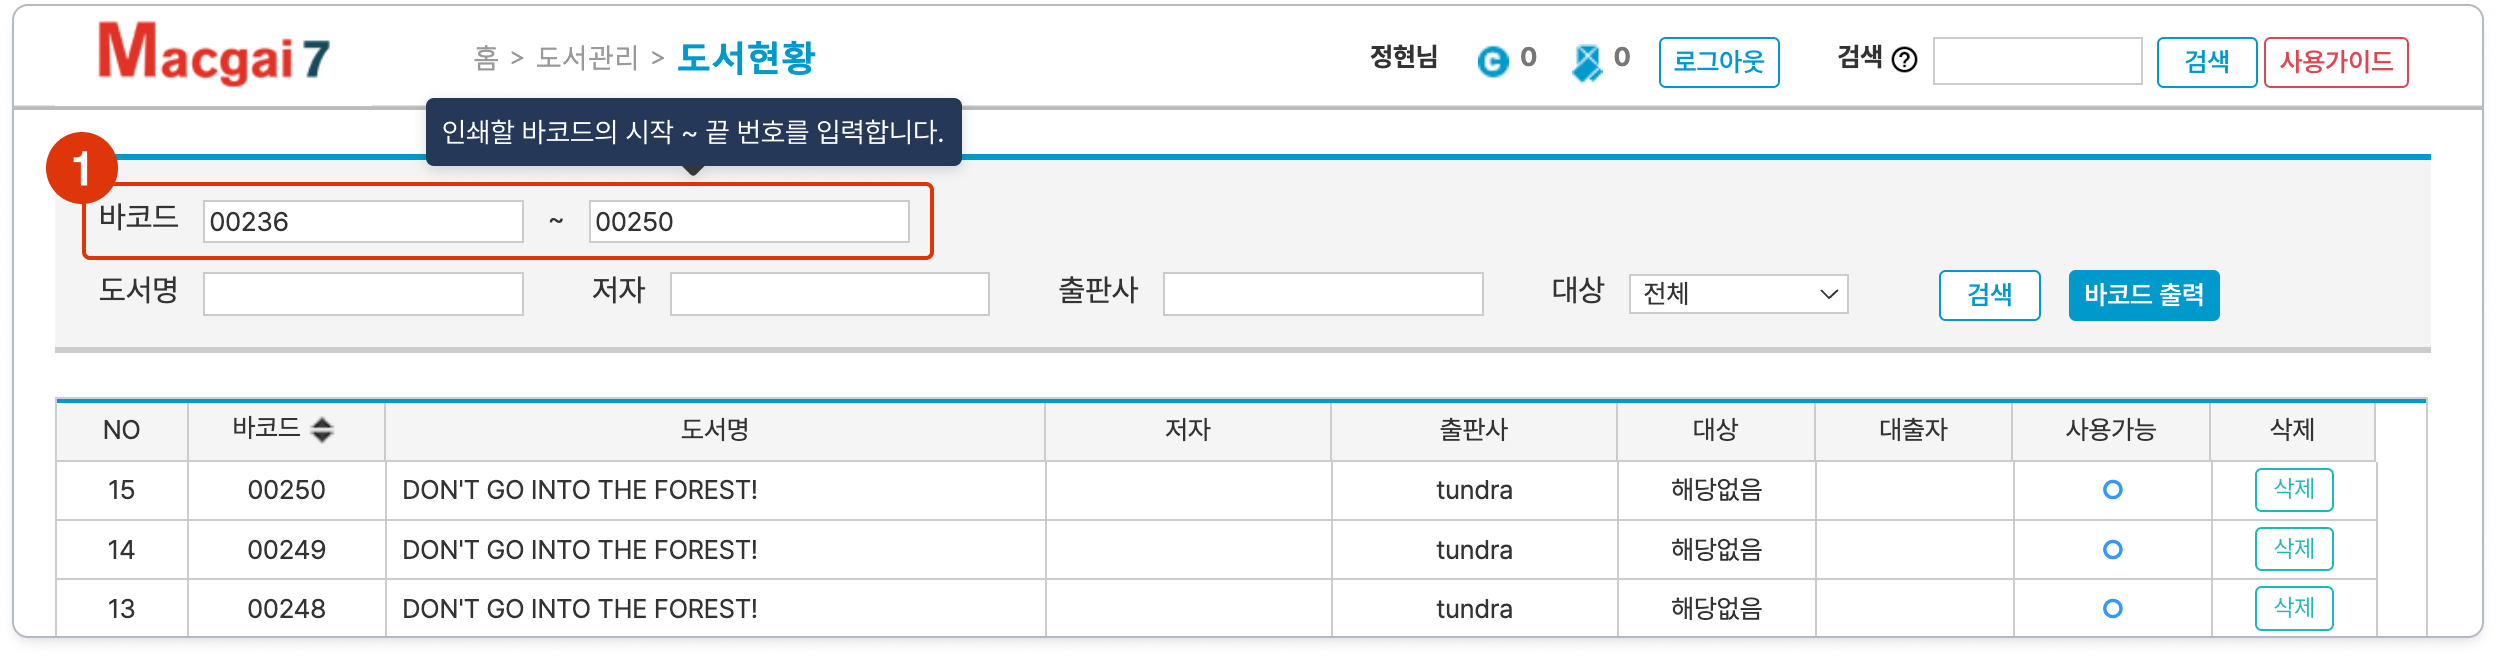 Macgai 7
홈 > 도서관리 > 도서현황
정현님 0 0 로그아웃 검색 ? 검색 사용가이드
인쇄할 바코드의 시작 ~ 끝 번호를 입력합니다.
1
바코드 00236 ~ 00250
도서명 저자 출판사 대상 전체 검색 바코드 출력
NO 바코드 도서명 저자 출판사 대상 대출자 사용가능 삭제
15 00250 DON'T GO INTO THE FOREST! tundra 해당없음 O 삭제
14 00249 DON'T GO INTO THE FOREST! tundra 해당없음 O 삭제
13 00248 DON'T GO INTO THE FOREST! tundra 해당없음 O 삭제